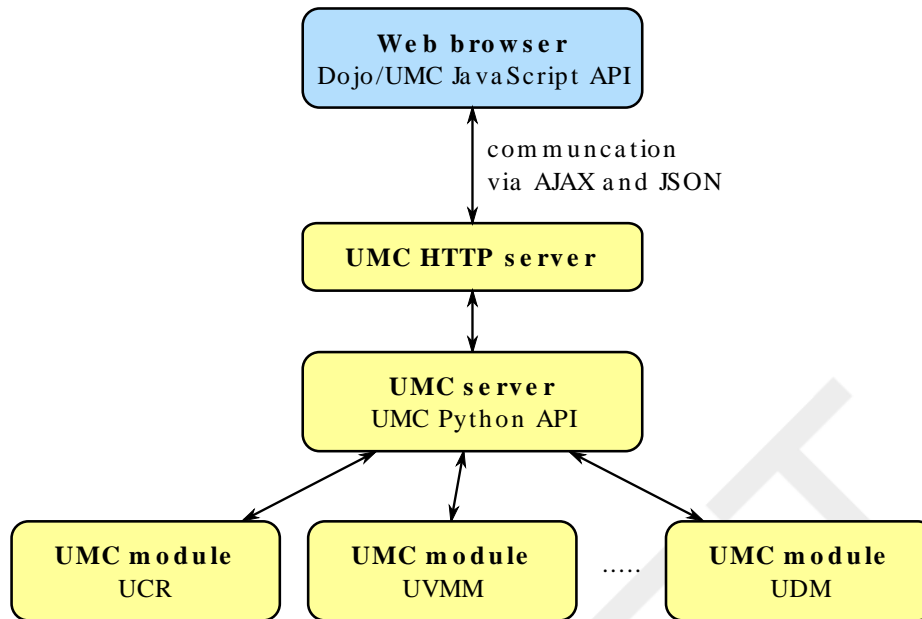 Web browser
Dojo/UMC JavaScript API
communcation
via AJAX and JSON
UMC HTTP server
UMC server
UMC Python API
UMC module
UCR
UMC module
UVMM
.....
UMC module
UDM